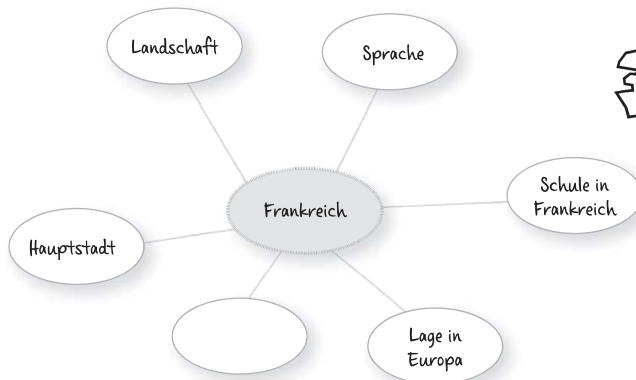 Landschaft
Sprache
Schule in
Frankreich
Frankreich
Hauptstadt
Lage in
Europa